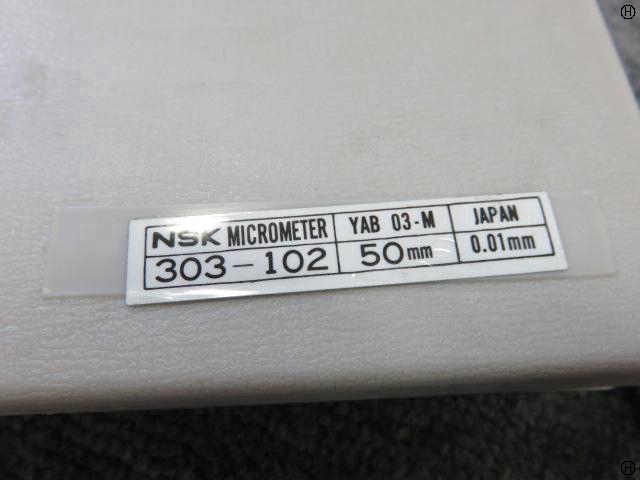 NSK MICROMETER YAB 03-M JAPAN
303-102 50mm 0.01mm
H
H
H